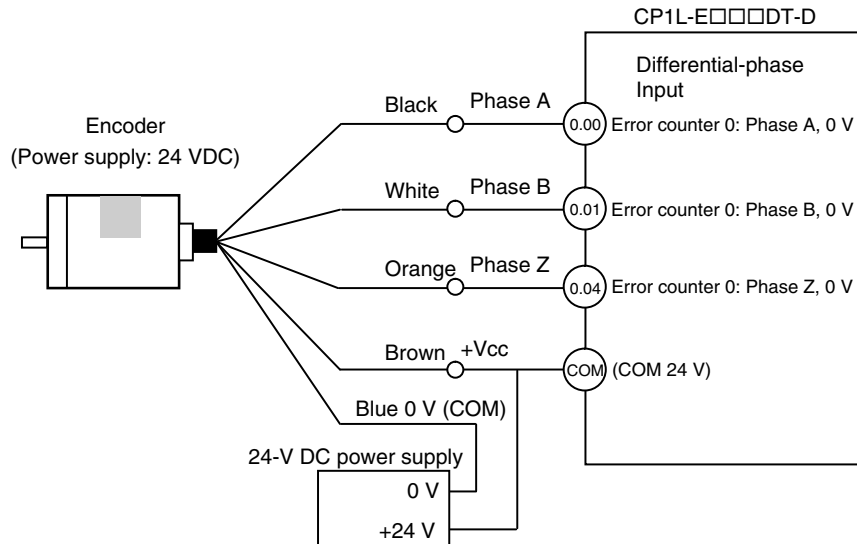 CP1L-E□□□DT-D
Differential-phase
Input
Encoder
(Power supply: 24 VDC)
Black Phase A 0.00 Error counter 0: Phase A, 0 V
White Phase B 0.01 Error counter 0: Phase B, 0 V
Orange Phase Z 0.04 Error counter 0: Phase Z, 0 V
Brown +Vcc COM (COM 24 V)
Blue 0 V (COM)
24-V DC power supply
0 V
+24 V